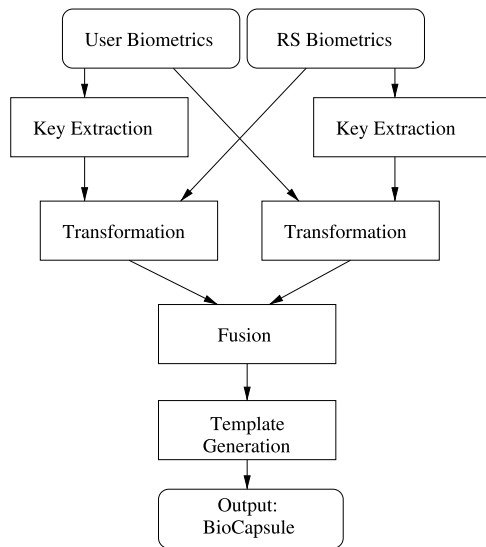 User Biometrics
RS Biometrics
Key Extraction
Key Extraction
Transformation
Transformation
Fusion
Template
Generation
Output:
BioCapsule